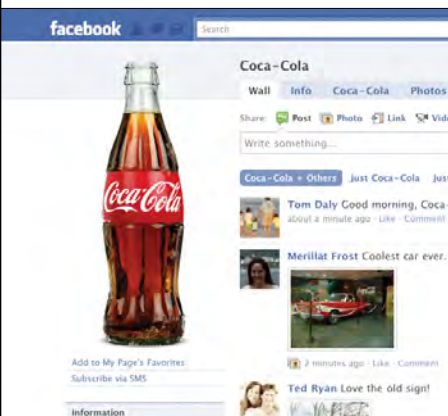 facebook
Search
Coca-Cola
Wall Info Coca-Cola Photos
Share: Post Photo Link
Write something...
Coca-Cola + Others Just Coca-Cola
Coca-Cola
Tom Daly Good morning,
about a minute ago · Like · Comment
Merillat Frost Coolest car ever.
2 minutes ago · Like · Comment
Add to My Page's Favorites
Subscribe via SMS
Ted Ryan Love the old sign!
Information